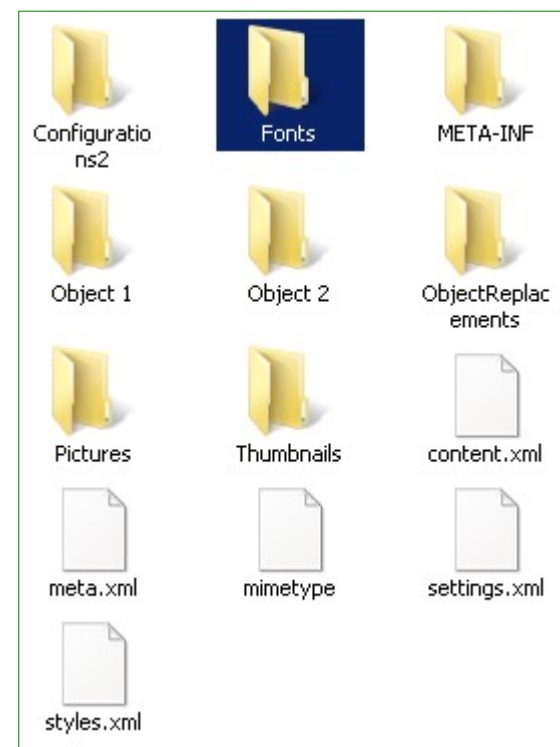 Configuratio
ns2
Fonts
META-INF
Object 1
Object 2
ObjectReplac
ements
Pictures
Thumbnails
content.xml
meta.xml
mimetype
settings.xml
styles.xml